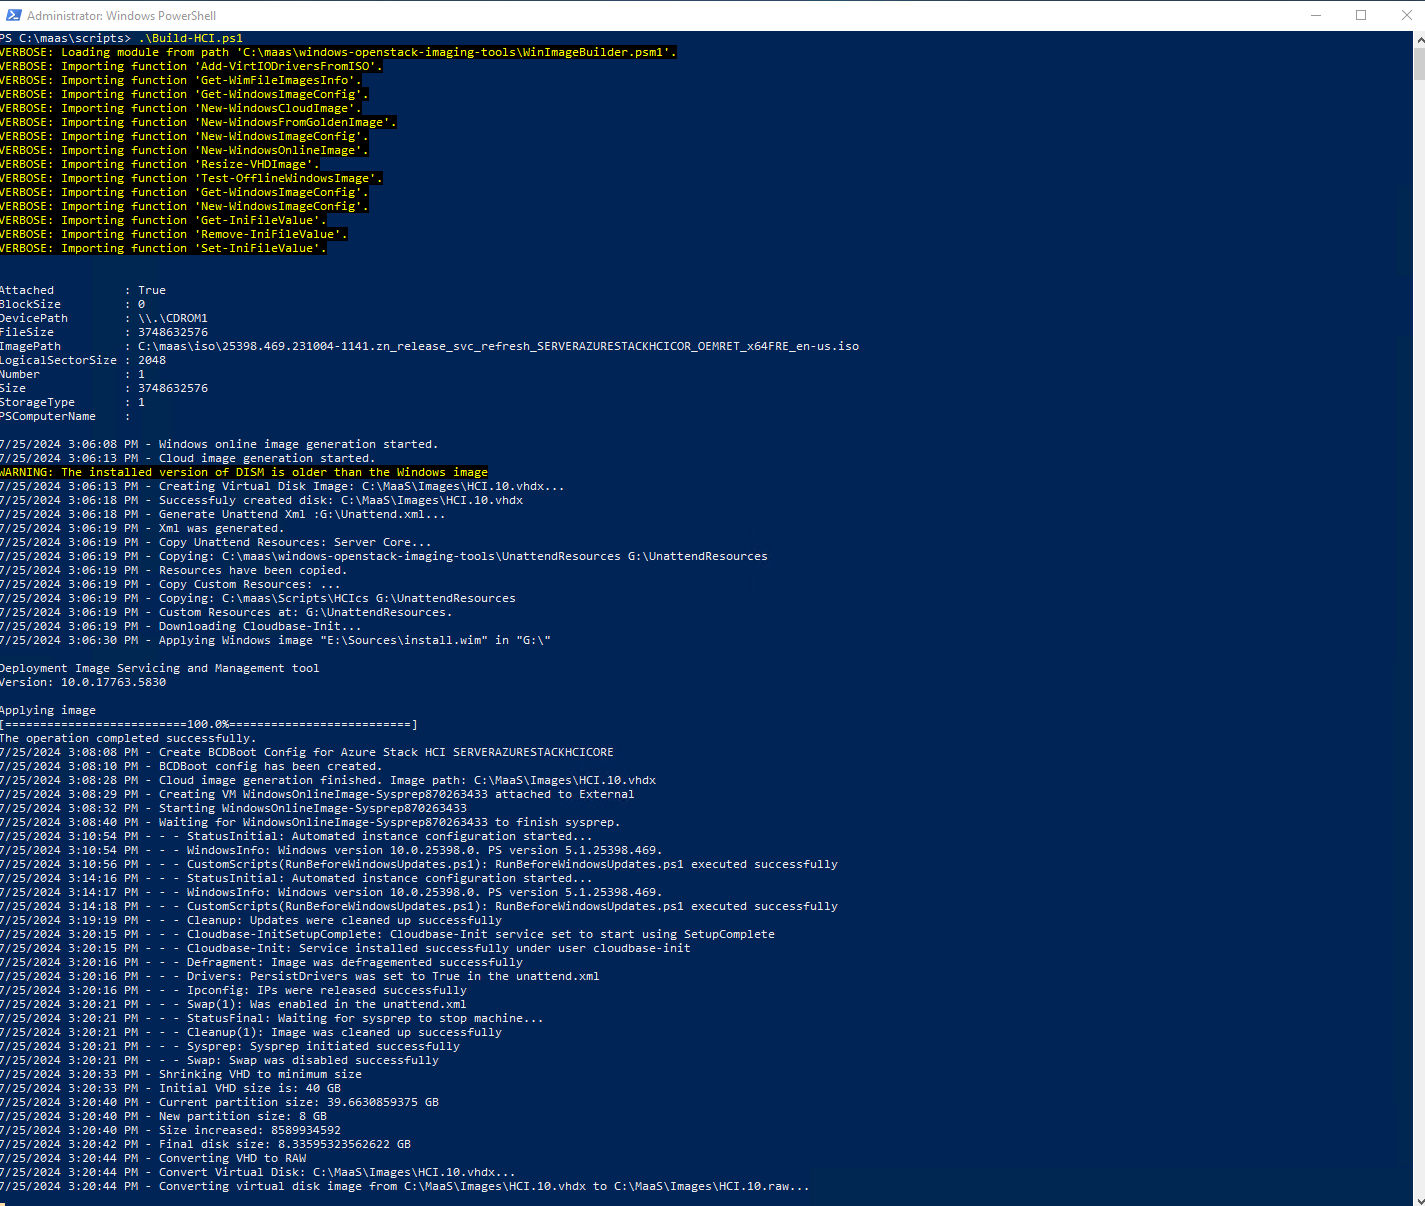 Administrator: Windows PowerShell
PS C:\maas\scripts> .\Build-HCI.ps1
VERBOSE: Loading module from path 'C:\maas\windows-openstack-imaging-tools\WinImageBuilder.psm1'.
VERBOSE: Importing function 'Add-VirtIODriversFromISO'.
VERBOSE: Importing function 'Get-WimFileImagesInfo'.
VERBOSE: Importing function 'Get-WindowsImageConfig'.
VERBOSE: Importing function 'New-WindowsCloudImage'.
VERBOSE: Importing function 'New-WindowsFromGoldenImage'.
VERBOSE: Importing function 'New-WindowsImageConfig'.
VERBOSE: Importing function 'New-WindowsOnlineImage'.
VERBOSE: Importing function 'Resize-VHDImage'.
VERBOSE: Importing function 'Test-OfflineWindowsImage'.
VERBOSE: Importing function 'Get-WindowsImageConfig'.
VERBOSE: Importing function 'New-WindowsImageConfig'.
VERBOSE: Importing function 'Get-IniFileValue'.
VERBOSE: Importing function 'Remove-IniFileValue'.
VERBOSE: Importing function 'Set-IniFileValue'.
Attached : True
BlockSize : 0
DevicePath : \\.\CDROM1
FileSize : 3748632576
ImagePath : C:\maas\iso\25398.469.231004-1141.zn_release_svc_refresh_SERVERAZURESTACKHCICOR_OEMRET_x64FRE_en-us.iso
LogicalSectorSize : 2048
Number : 1
Size : 3748632576
StorageType : 1
PSComputerName :
7/25/2024 3:06:08 PM - Windows online image generation started.
7/25/2024 3:06:13 PM - Cloud image generation started.
WARNING: The installed version of DISM is older than the Windows image
7/25/2024 3:06:13 PM - Creating Virtual Disk Image: C:\MaaS\Images\HCI.10.vhdx...
7/25/2024 3:06:18 PM - Successfuly created disk: C:\MaaS\Images\HCI.10.vhdx
7/25/2024 3:06:18 PM - Generate Unattend Xml :G:\Unattend.xml...
7/25/2024 3:06:19 PM - Xml was generated.
7/25/2024 3:06:19 PM - Copy Unattend Resources: Server Core...
7/25/2024 3:06:19 PM - Copying: C:\maas\windows-openstack-imaging-tools\UnattendResources G:\UnattendResources
7/25/2024 3:06:19 PM - Resources have been copied.
7/25/2024 3:06:19 PM - Copy Custom Resources: ...
7/25/2024 3:06:19 PM - Copying: C:\maas\Scripts\HCIcs G:\UnattendResources
7/25/2024 3:06:19 PM - Custom Resources at: G:\UnattendResources.
7/25/2024 3:06:19 PM - Downloading Cloudbase-Init...
7/25/2024 3:06:30 PM - Applying Windows image "E:\Sources\install.wim" in "G:\"
Deployment Image Servicing and Management tool
Version: 10.0.17763.5830
Applying image
[==========================100.0%==========================]
The operation completed successfully.
7/25/2024 3:08:08 PM - Create BCDBoot Config for Azure Stack HCI SERVERAZURESTACKHCICORE
7/25/2024 3:08:10 PM - BCDBoot config has been created.
7/25/2024 3:08:28 PM - Cloud image generation finished. Image path: C:\MaaS\Images\HCI.10.vhdx
7/25/2024 3:08:29 PM - Creating VM WindowsOnlineImage-Sysprep870263433 attached to External
7/25/2024 3:08:32 PM - Starting WindowsOnlineImage-Sysprep870263433
7/25/2024 3:08:40 PM - Waiting for WindowsOnlineImage-Sysprep870263433 to finish sysprep.
7/25/2024 3:10:54 PM - - - StatusInitial: Automated instance configuration started...
7/25/2024 3:10:54 PM - - - WindowsInfo: Windows version 10.0.25398.0. PS version 5.1.25398.469.
7/25/2024 3:10:56 PM - - - CustomScripts(RunBeforeWindowsUpdates.ps1): RunBeforeWindowsUpdates.ps1 executed successfully
7/25/2024 3:14:16 PM - - - StatusInitial: Automated instance configuration started...
7/25/2024 3:14:17 PM - - - WindowsInfo: Windows version 10.0.25398.0. PS version 5.1.25398.469.
7/25/2024 3:14:18 PM - - - CustomScripts(RunBeforeWindowsUpdates.ps1): RunBeforeWindowsUpdates.ps1 executed successfully
7/25/2024 3:19:19 PM - - - Cleanup: Updates were cleaned up successfully
7/25/2024 3:20:15 PM - - - Cloudbase-InitSetupComplete: Cloudbase-Init service set to start using SetupComplete
7/25/2024 3:20:15 PM - - - Cloudbase-Init: Service installed successfully under user cloudbase-init
7/25/2024 3:20:16 PM - - - Defragment: Image was defragemented successfully
7/25/2024 3:20:16 PM - - - Drivers: PersistDrivers was set to True in the unattend.xml
7/25/2024 3:20:16 PM - - - Ipconfig: IPs were released successfully
7/25/2024 3:20:21 PM - - - Swap(1): Was enabled in the unattend.xml
7/25/2024 3:20:21 PM - - - StatusFinal: Waiting for sysprep to stop machine...
7/25/2024 3:20:21 PM - - - Cleanup(1): Image was cleaned up successfully
7/25/2024 3:20:21 PM - - - Sysprep: Sysprep initiated successfully
7/25/2024 3:20:21 PM - - - Swap: Swap was disabled successfully
7/25/2024 3:20:33 PM - Shrinking VHD to minimum size
7/25/2024 3:20:33 PM - Initial VHD size is: 40 GB
7/25/2024 3:20:40 PM - Current partition size: 39.6630859375 GB
7/25/2024 3:20:40 PM - New partition size: 8 GB
7/25/2024 3:20:40 PM - Size increased: 8589934592
7/25/2024 3:20:42 PM - Final disk size: 8.33595323562622 GB
7/25/2024 3:20:44 PM - Converting VHD to RAW
7/25/2024 3:20:44 PM - Convert Virtual Disk: C:\MaaS\Images\HCI.10.vhdx...
7/25/2024 3:20:44 PM - Converting virtual disk image from C:\MaaS\Images\HCI.10.vhdx to C:\MaaS\Images\HCI.10.raw...